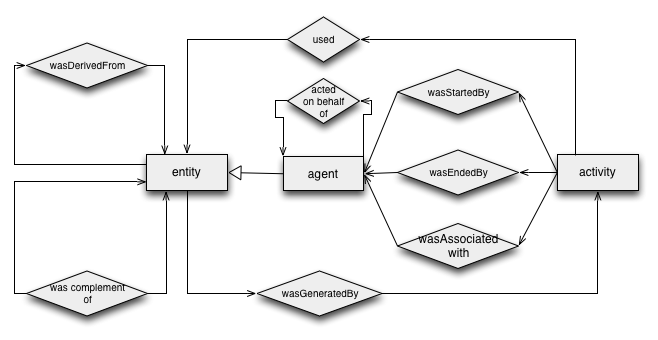 used
wasDerivedFrom
acted
on behalf
of
wasStartedBy
entity
agent
wasEndedBy
activity
wasAssociated
with
was complement
of
wasGeneratedBy